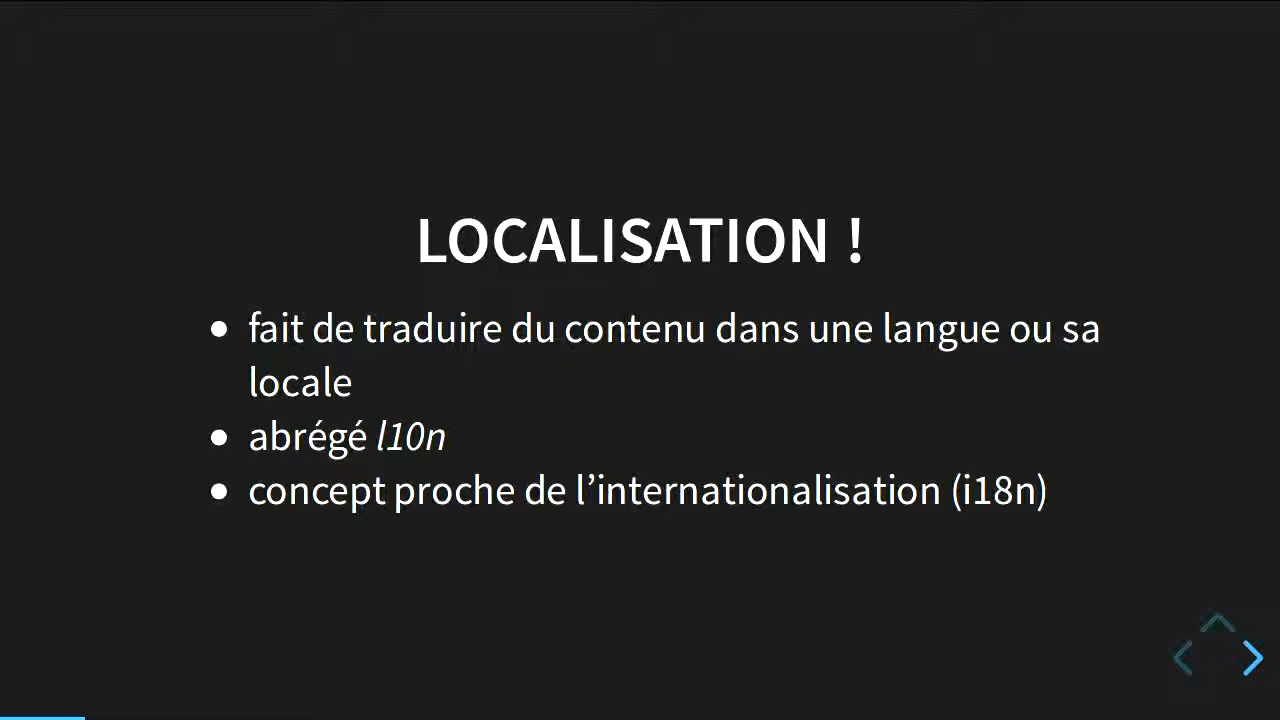 LOCALISATION !
• fait de traduire du contenu dans une langue ou sa
locale
• abrégé l10n
• concept proche de l’internationalisation (i18n)